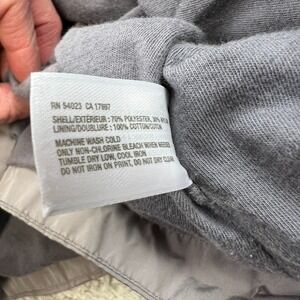 RN 54023 CA 17897
SHELL/EXTÉRIEUR : 70% POLYESTER, 30%
LINING/DOUBLURE : 100% COTTON/COTON
MACHINE WASH COLD
ONLY NON-CHLORINE BLEACH WHEN NEEDED
TUMBLE DRY LOW, COOL IRON
DO NOT IRON ON PRINT, DO NOT DRY CLEAN